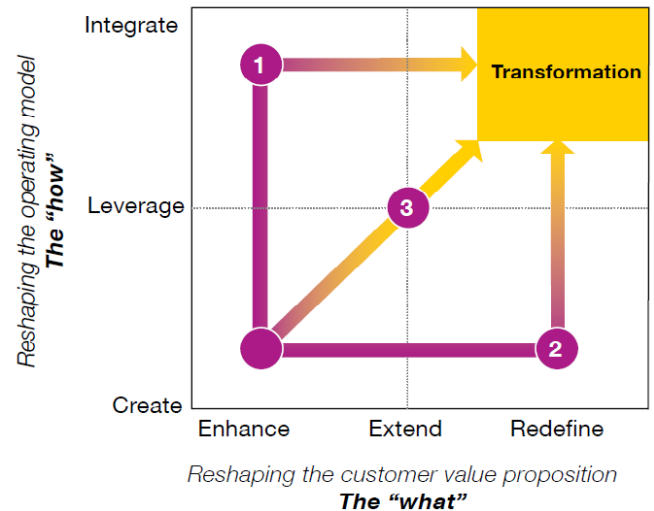 Integrate
1
Transformation
Reshaping the operating model
The “how”
Leverage
3
2
Create
Enhance
Extend
Redefine
Reshaping the customer value proposition
The “what”